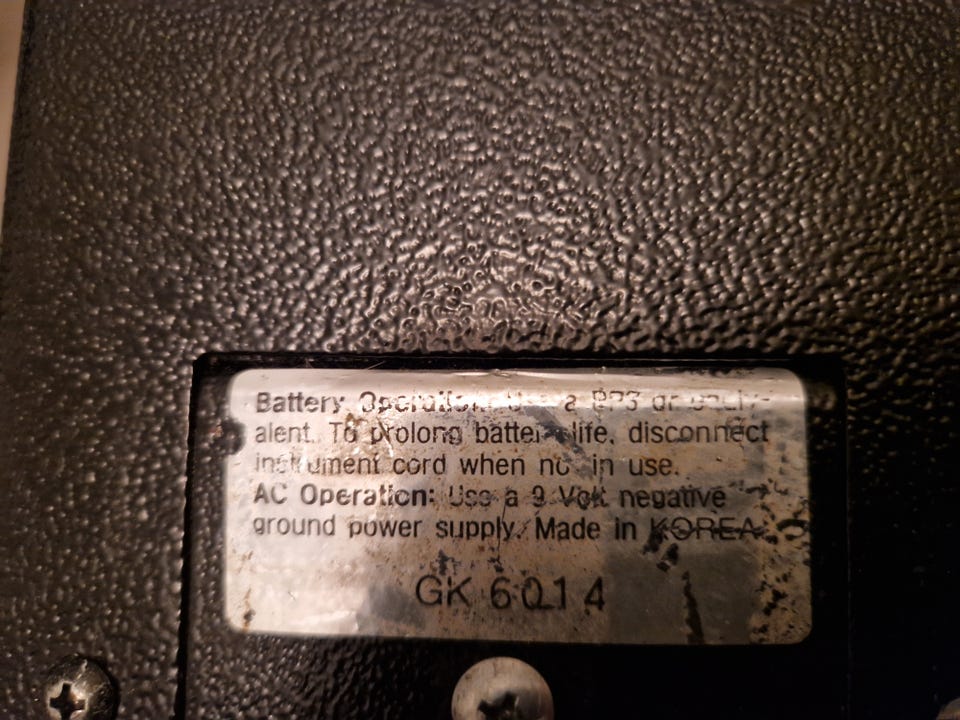 Battery Operation: Use a PP3 or equiv-
alent. To prolong battery life, disconnect
instrument cord when not in use.
AC Operation: Use a 9 Volt negative
ground power supply. Made in KOREA
GK 6014